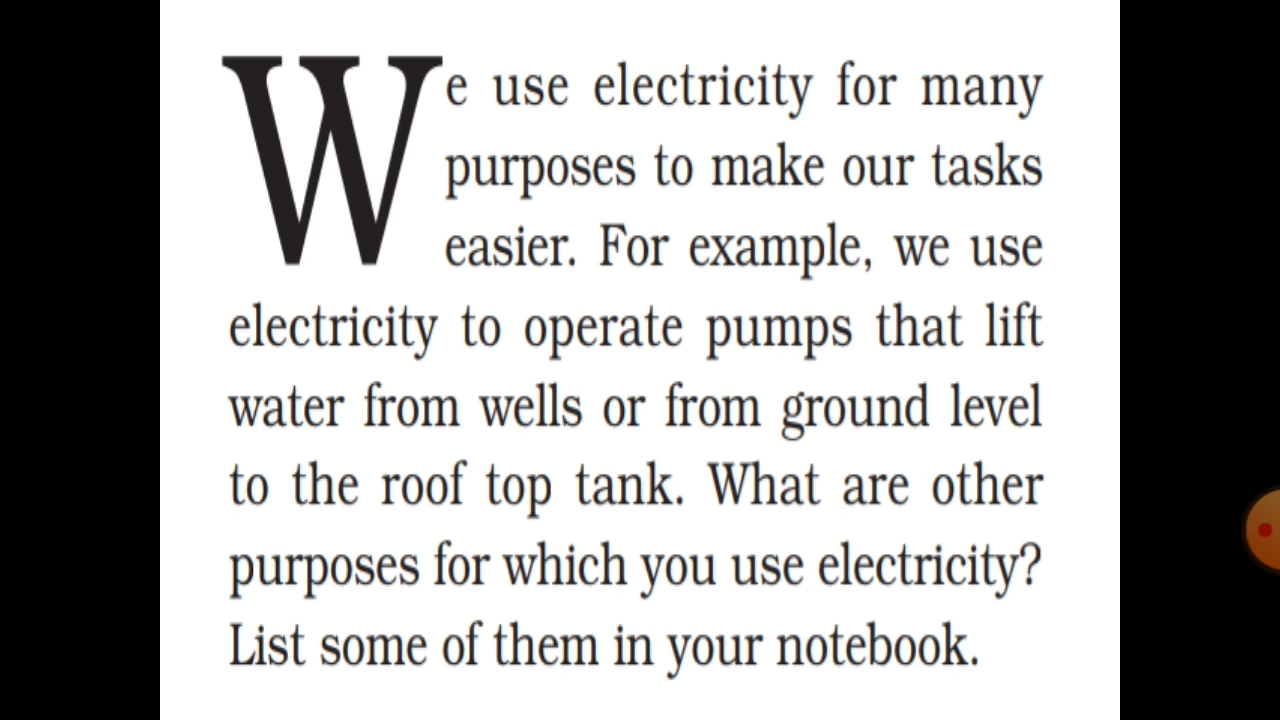 We use electricity for many
purposes to make our tasks
easier. For example, we use
electricity to operate pumps that lift
water from wells or from ground level
to the roof top tank. What are other
purposes for which you use electricity?
List some of them in your notebook.